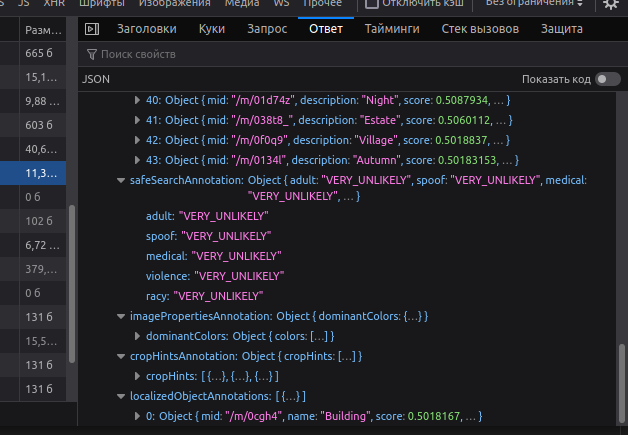 JS XHR Шрифты Изображения Медиа WS Прочее Отключить кэш Без ограничения
Разм… Заголовки Куки Запрос Ответ Тайминги Стек вызовов Защита
665 б Поиск свойств
15,1… JSON Показать код
9,88 … 40: Object { mid: "/m/01d74z", description: "Night", score: 0.5087934, … }
603 б 41: Object { mid: "/m/038t8_", description: "Estate", score: 0.5060112, … }
40,6… 42: Object { mid: "/m/0f0q9", description: "Village", score: 0.5018837, … }
11,3… 43: Object { mid: "/m/0134l", description: "Autumn", score: 0.50183153, … }
0 б safeSearchAnnotation: Object { adult: "VERY_UNLIKELY", spoof: "VERY_UNLIKELY", medical:
"VERY_UNLIKELY", … }
102 б adult: "VERY_UNLIKELY"
spoof: "VERY_UNLIKELY"
6,72 … medical: "VERY_UNLIKELY"
379,… violence: "VERY_UNLIKELY"
0 б racy: "VERY_UNLIKELY"
131 б imagePropertiesAnnotation: Object { dominantColors: {…} }
15,5… dominantColors: Object { colors: […] }
131 б cropHintsAnnotation: Object { cropHints: […] }
131 б cropHints: [ {…}, {…}, {…} ]
localizedObjectAnnotations: [ {…} ]
0: Object { mid: "/m/0cgh4", name: "Building", score: 0.5018167, … }